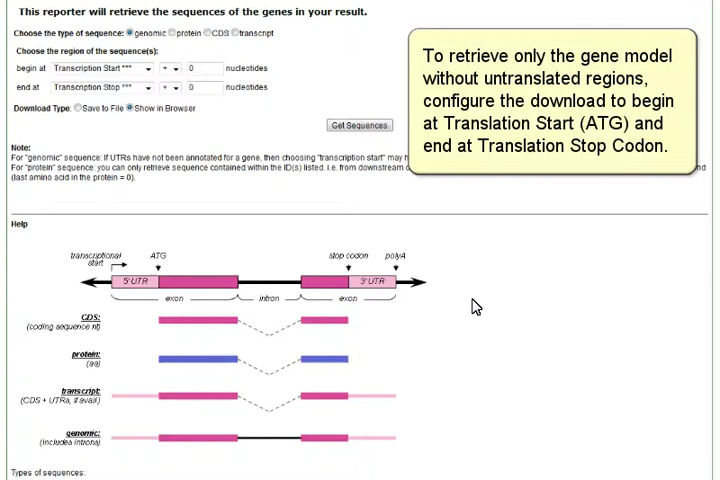 This reporter will retrieve the sequences of the genes in your result.
Choose the type of sequence: genomic protein CDS transcript
Choose the region of the sequence(s):
begin at Transcription Start *** + 0 nucleotides
end at Transcription Stop *** + 0 nucleotides
Download Type: Save to File Show in Browser
Get Sequences
To retrieve only the gene model
without untranslated regions,
configure the download to begin
at Translation Start (ATG) and
end at Translation Stop Codon.
Note:
For "genomic" sequence: If UTRs have not been annotated for a gene, then choosing "transcription start" may h
For "protein" sequence: you can only retrieve sequence contained within the ID(s) listed. i.e. from downstream o
nd
(last amino acid in the protein = 0).
Help
transcriptional
start
ATG stop codon polyA
5' UTR 3' UTR
exon intron exon
CDS:
(coding sequence nt)
protein:
(aa)
transcript:
(CDS + UTRs, if avail.)
genomic:
(includes introns)
Types of sequences: